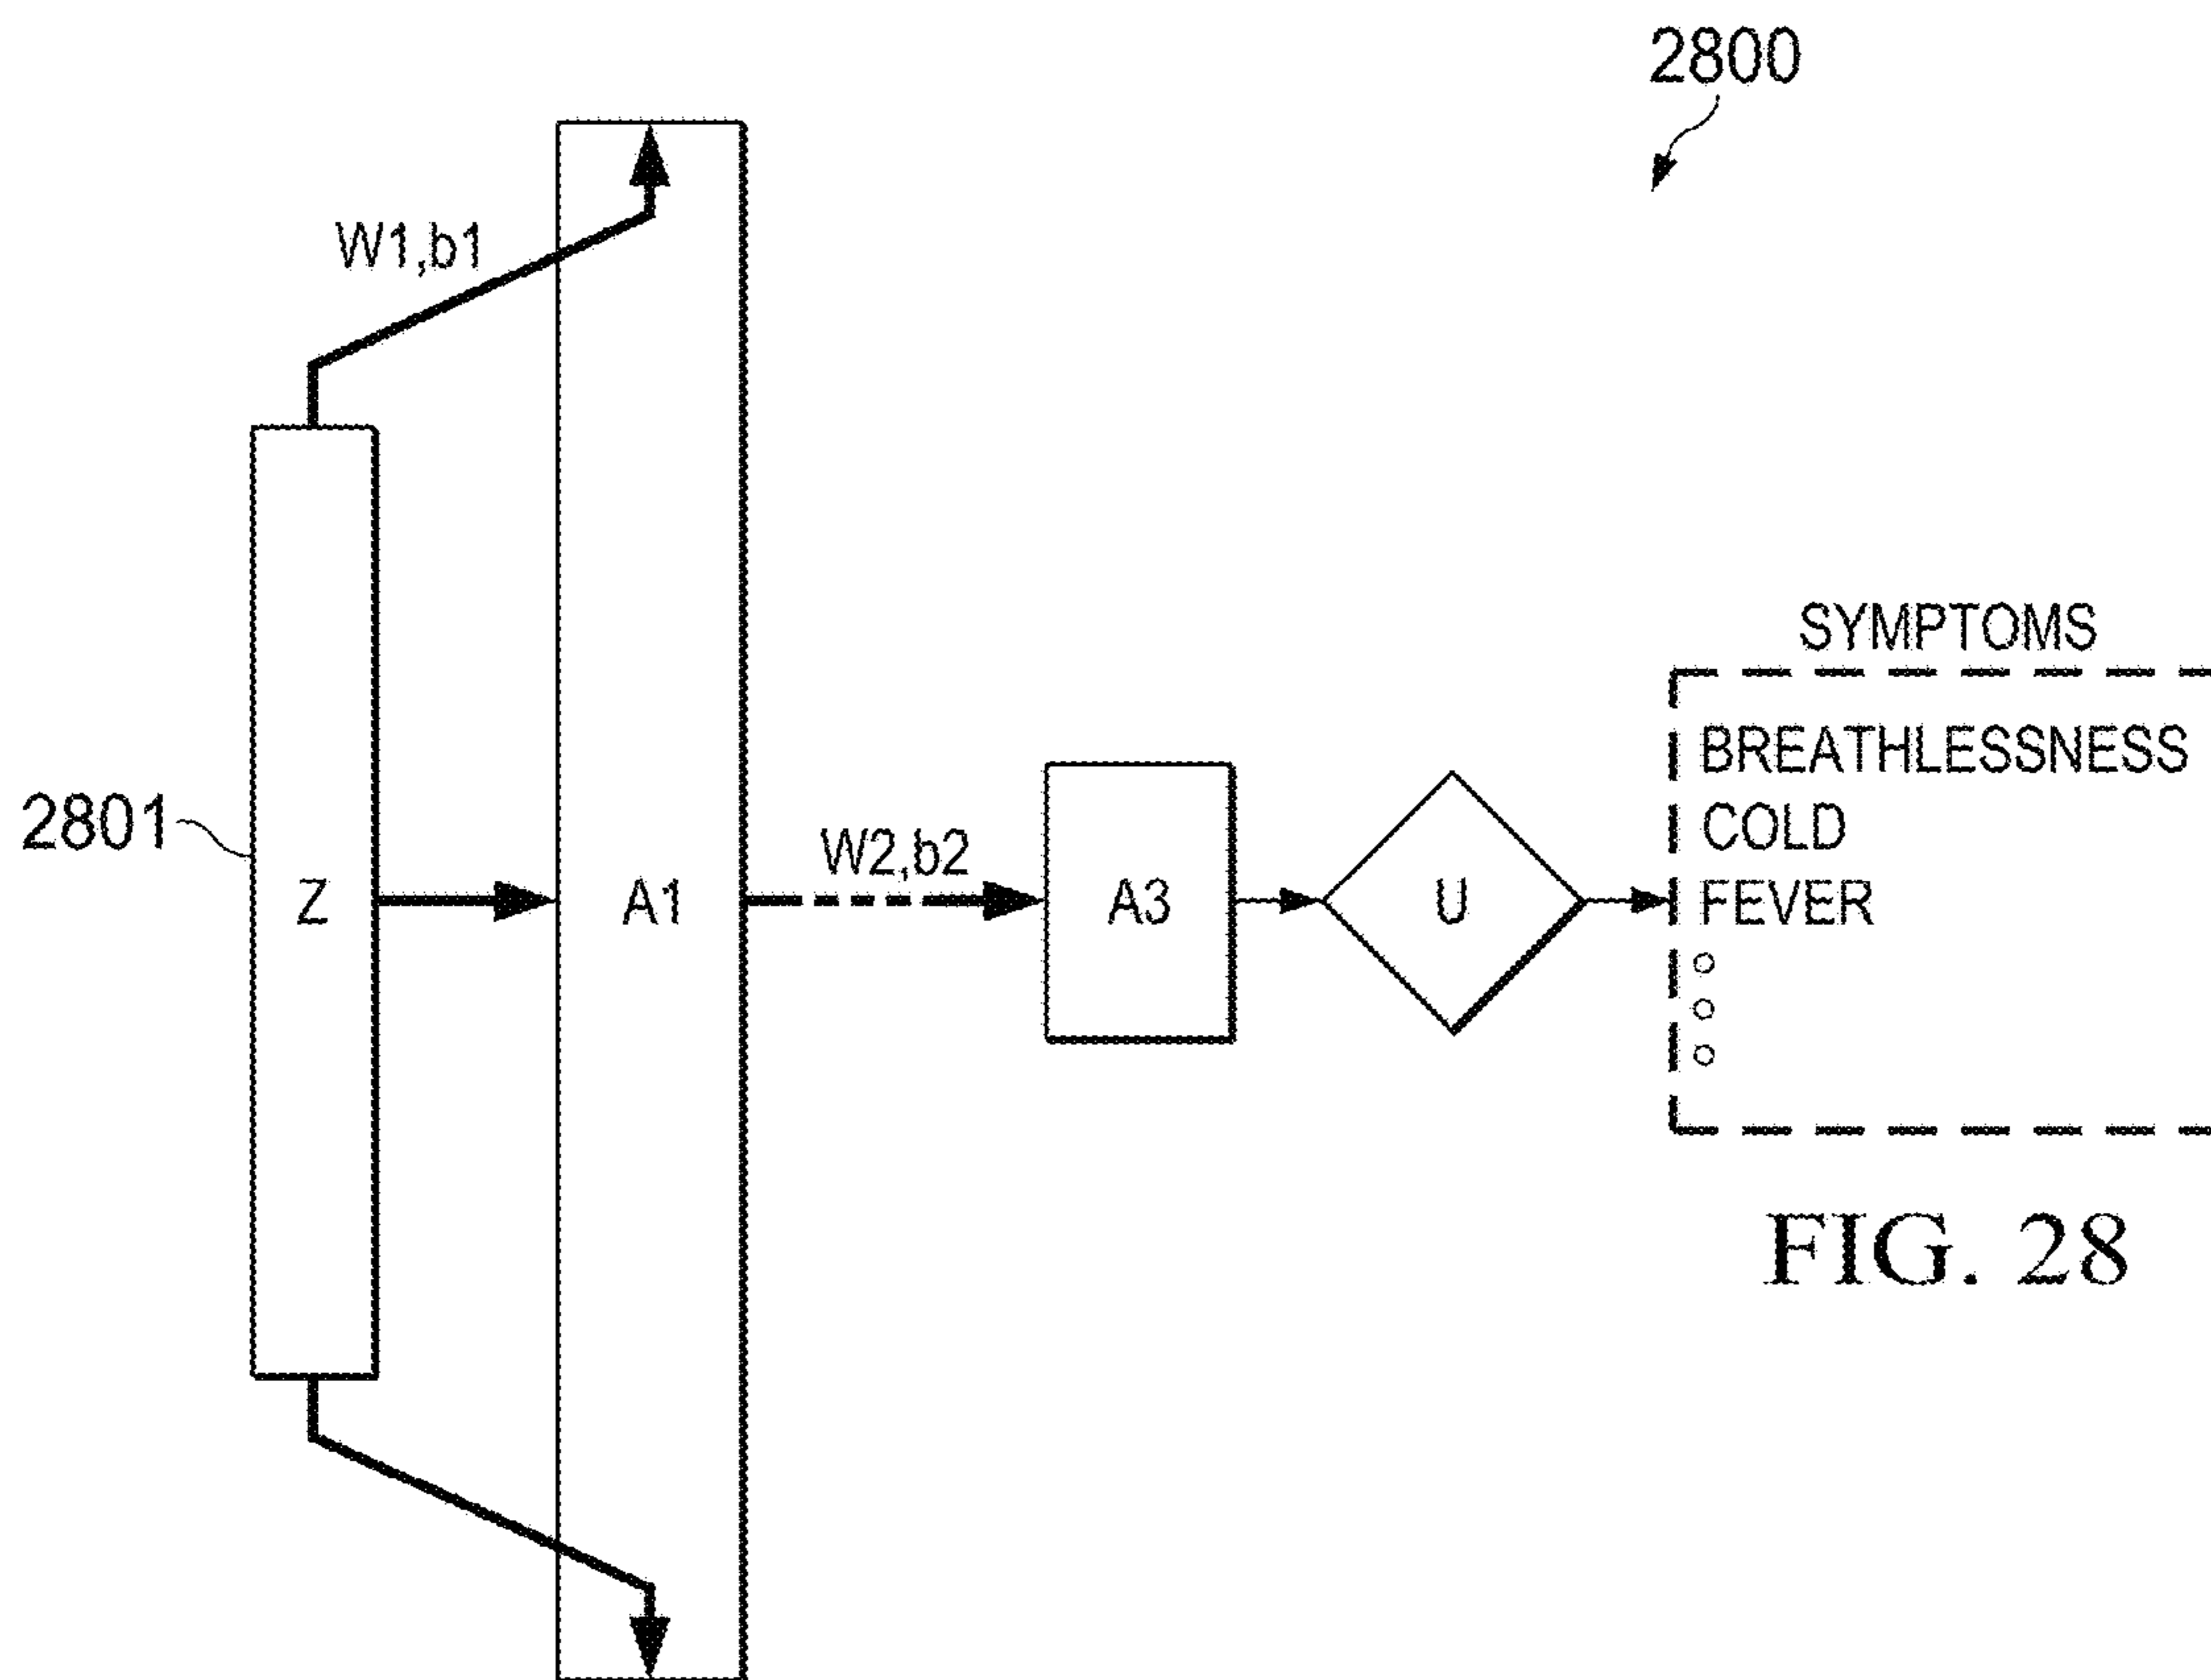 2800
W1,b1
SYMPTOMS
BREATHLESSNESS
COLD
FEVER
2801
Z
A1
W2,b2
A3
U
FIG. 28